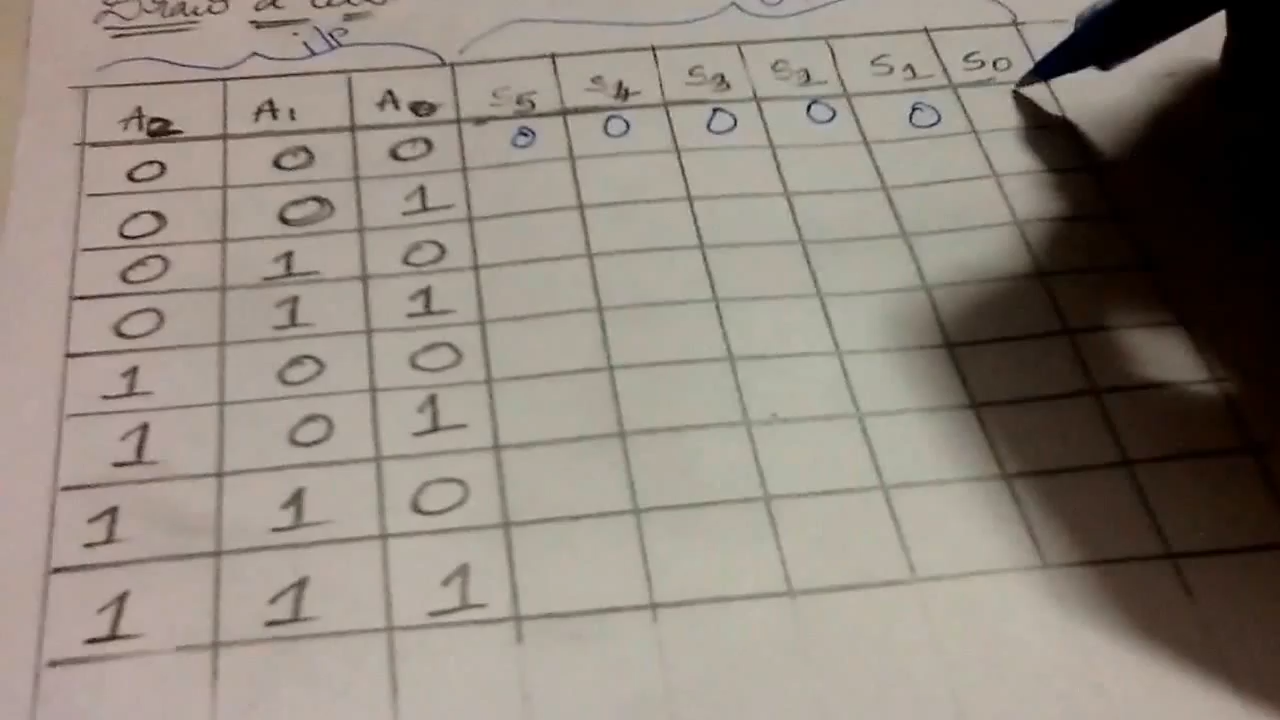 Draw a
i/p
A2 A1 A0 S5 S4 S3 S2 S1 S0
0 0 0 0 0 0 0 0
0 0 1
0 1 0
0 1 1
1 0 0
1 0 1
1 1 0
1 1 1